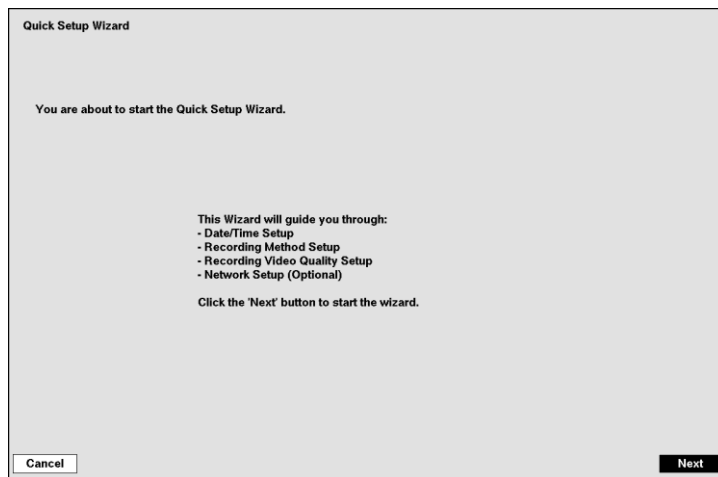 Quick Setup Wizard
You are about to start the Quick Setup Wizard.
This Wizard will guide you through:
- Date/Time Setup
- Recording Method Setup
- Recording Video Quality Setup
- Network Setup (Optional)
Click the 'Next' button to start the wizard.
Cancel
Next